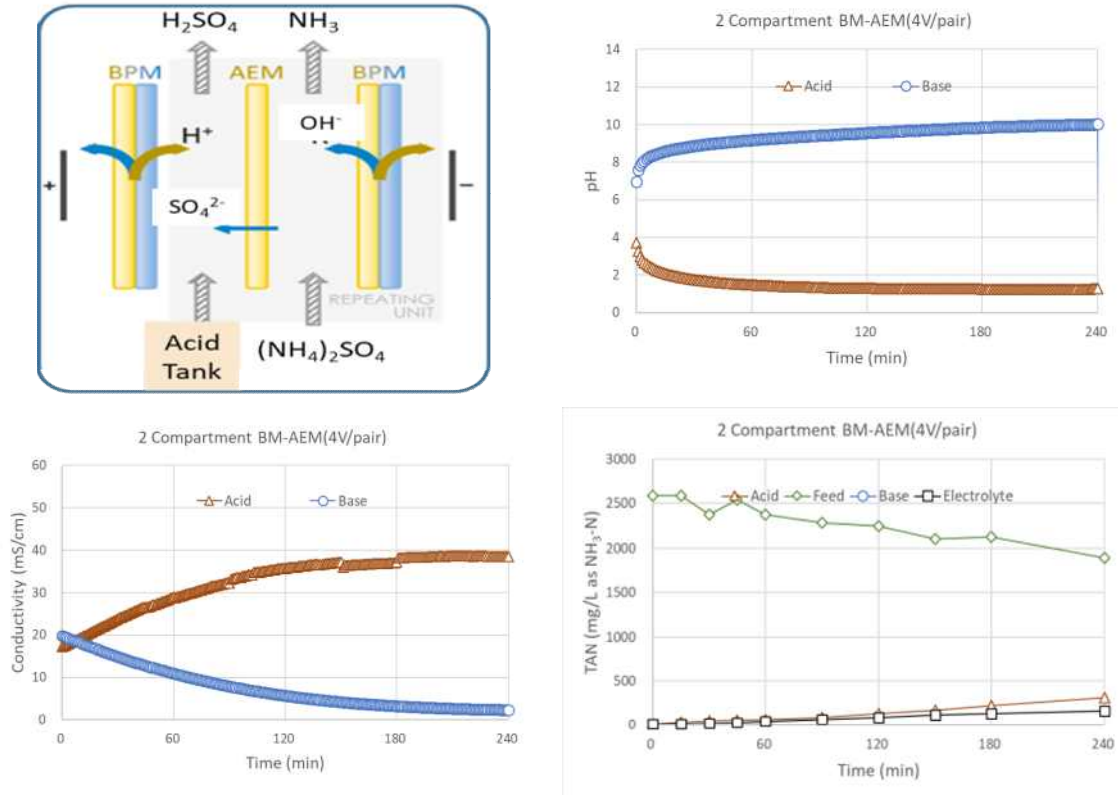 H₂SO₄ NH₃
BPM AEM BPM
H⁺ OH⁻
+ −
SO₄²⁻
REPEATING
UNIT
Acid
Tank
(NH₄)₂SO₄
2 Compartment BM-AEM(4V/pair)
Acid Base
pH
14
12
10
8
6
4
2
0
0 60 120 180 240
Time (min)
2 Compartment BM-AEM(4V/pair)
Acid Base
Conductivity (mS/cm)
60
50
40
30
20
10
0
0 60 120 180 240
Time (min)
2 Compartment BM-AEM(4V/pair)
Acid Feed Base Electrolyte
TAN (mg/L as NH₃-N)
3000
2500
2000
1500
1000
500
0
0 60 120 180 240
Time (min)